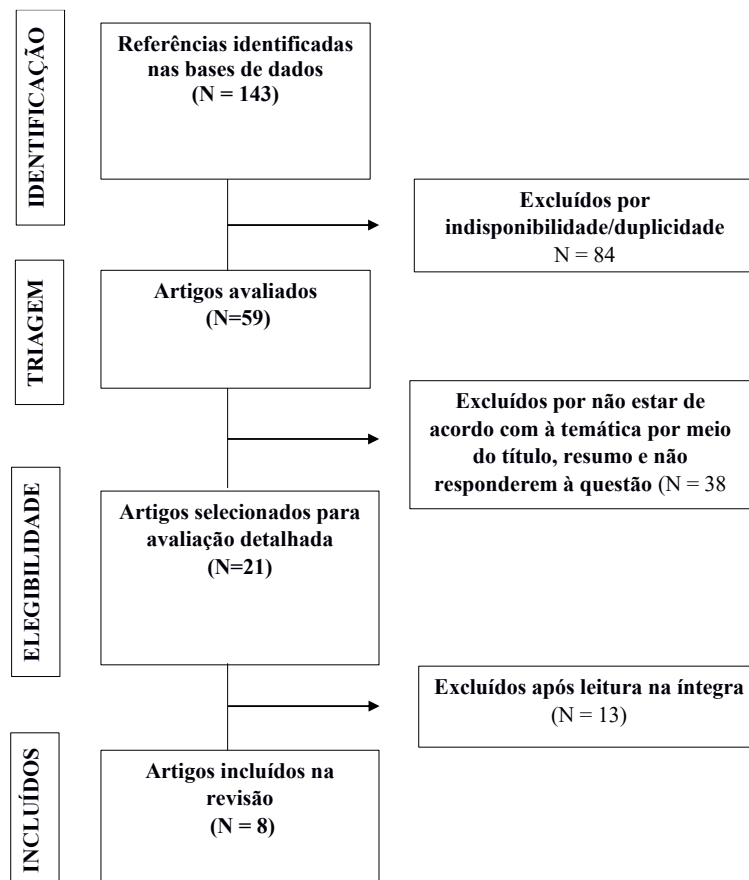 IDENTIFICAÇÃO
Referências identificadas
nas bases de dados
(N = 143)
Excluídos por
indisponibilidade/duplicidade
N = 84
TRIAGEM
Artigos avaliados
(N=59)
Excluídos por não estar de
acordo com à temática por meio
do título, resumo e não
responderem à questão (N = 38
ELEGIBILIDADE
Artigos selecionados para
avaliação detalhada
(N=21)
Excluídos após leitura na íntegra
(N = 13)
INCLUÍDOS
Artigos incluídos na
revisão
(N = 8)